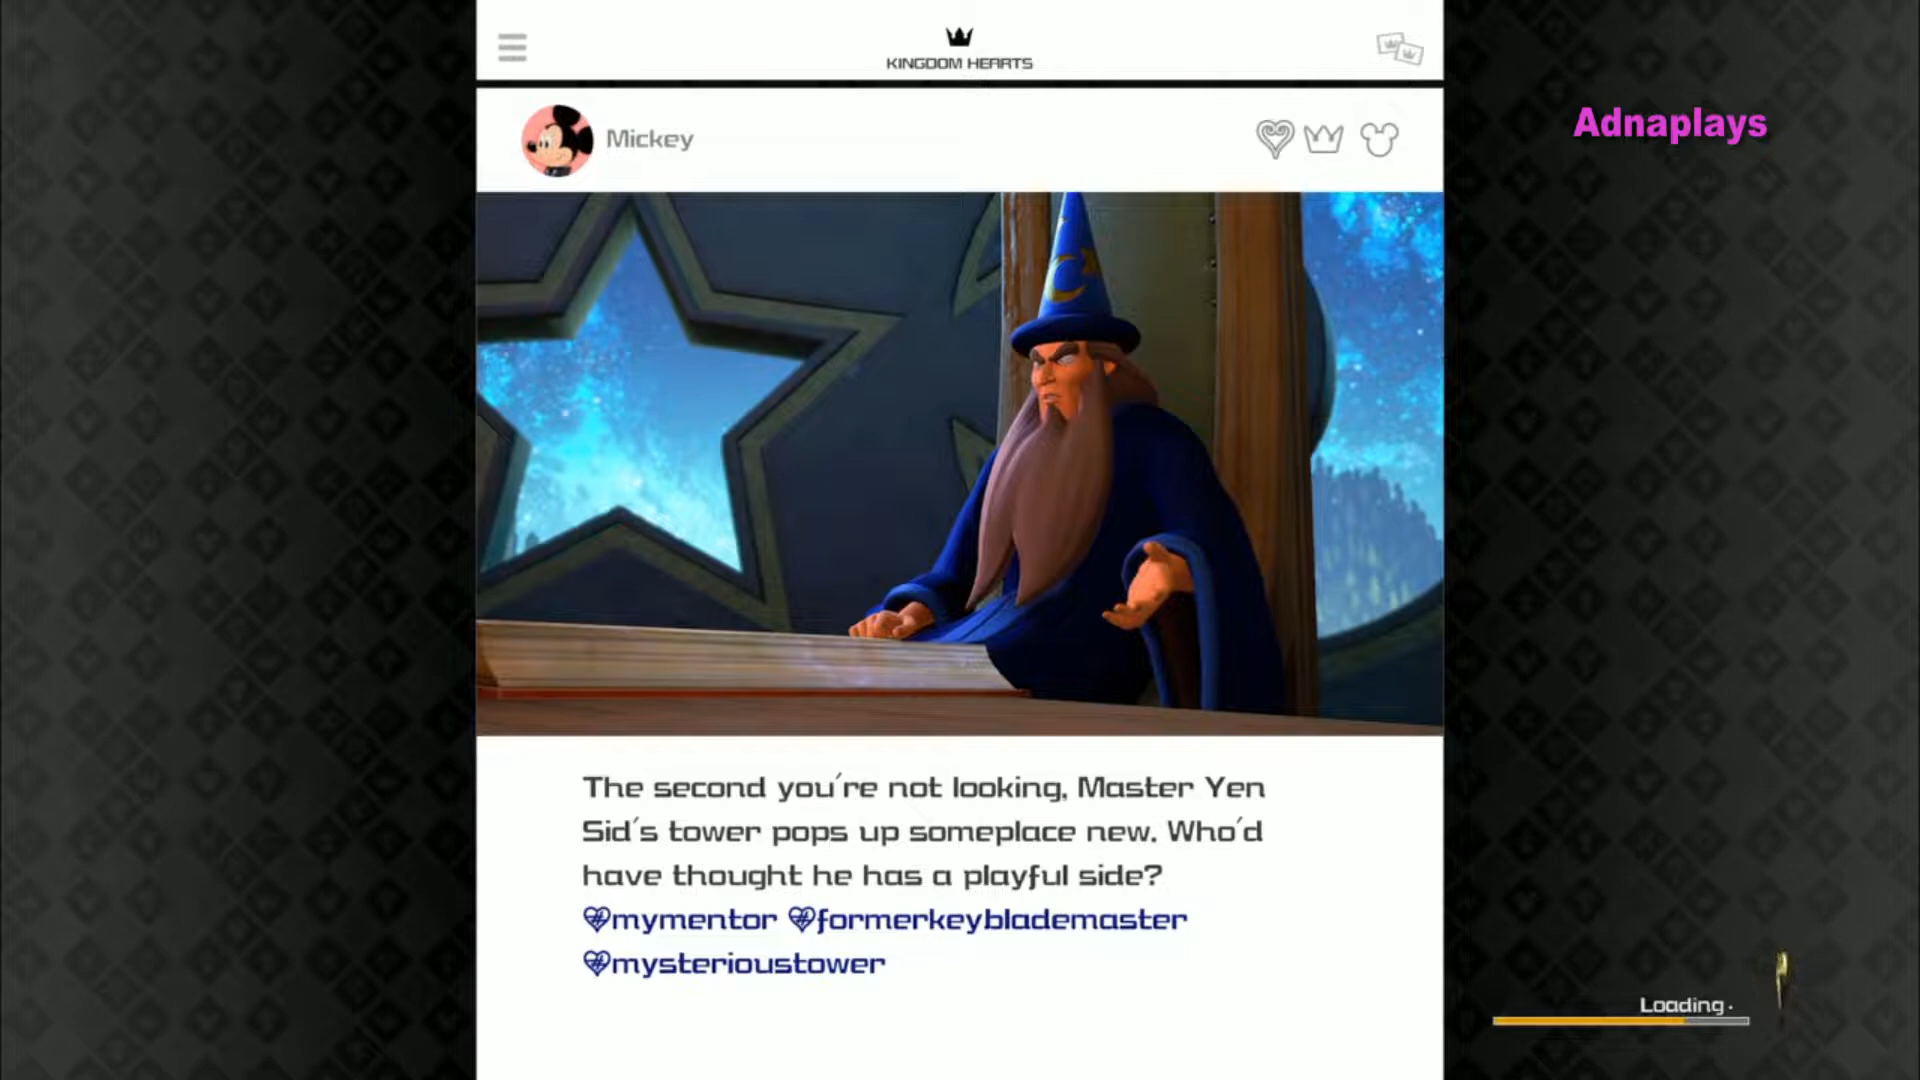 KINGDOM HEARTS
Adnaplays
Mickey
The second you're not looking, Master Yen
Sid's tower pops up someplace new. Who'd
have thought he has a playful side?
#mymentor #formerkeyblademaster
#mysterioustower
Loading.